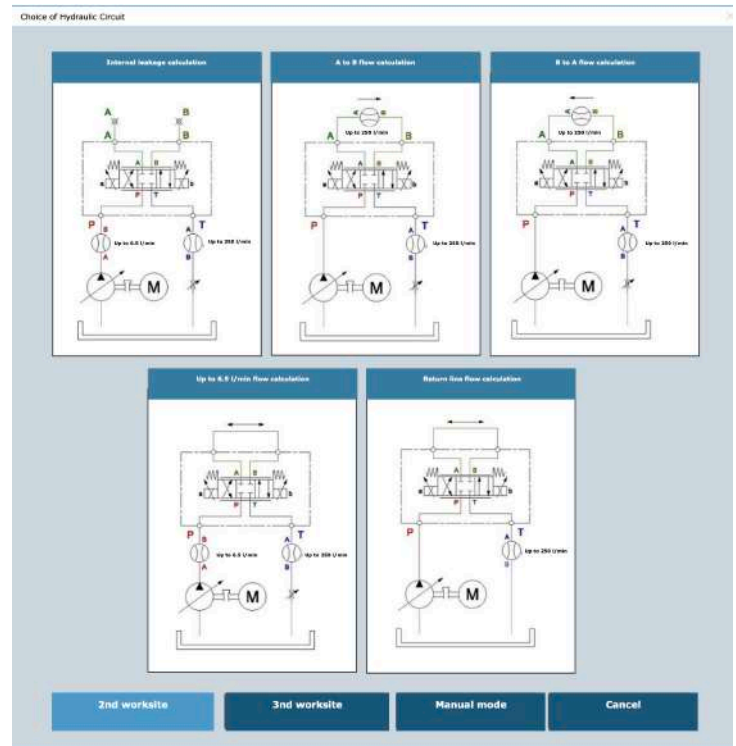 Choice of Hydraulic Circuit
Internal leakage calculation
A
B
A
B
A B
a
b
P T
P
T
B
A
Up to 6.9 l/min
Up to 250 l/min
A
B
M
A to B flow calculation
A B
Up to 250 l/min
A
B
A B
a
b
P T
P
T
A
Up to 250 l/min
B
M
B to A flow calculation
A B
Up to 250 l/min
A
B
A B
a
b
P T
P
T
A
Up to 250 l/min
B
M
Up to 6.9 l/min flow calculation
A B
a
b
P T
P
T
B
A
Up to 6.9 l/min
Up to 250 l/min
A
B
M
Return line flow calculation
A B
a
b
P T
P
T
A
Up to 250 l/min
B
M
2nd worksite
3nd worksite
Manual mode
Cancel